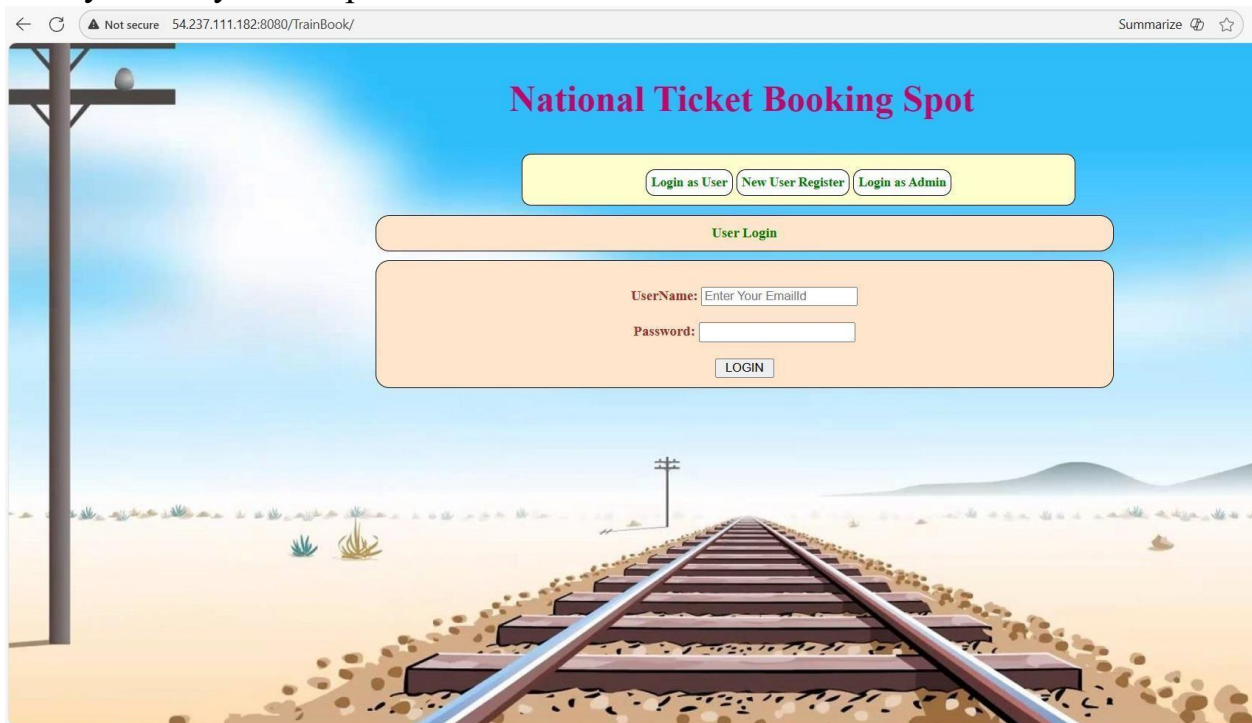 Not secure 54.237.111.182:8080/TrainBook/ Summarize
National Ticket Booking Spot
Login as User New User Register Login as Admin
User Login
UserName: Enter Your EmailId
Password:
LOGIN